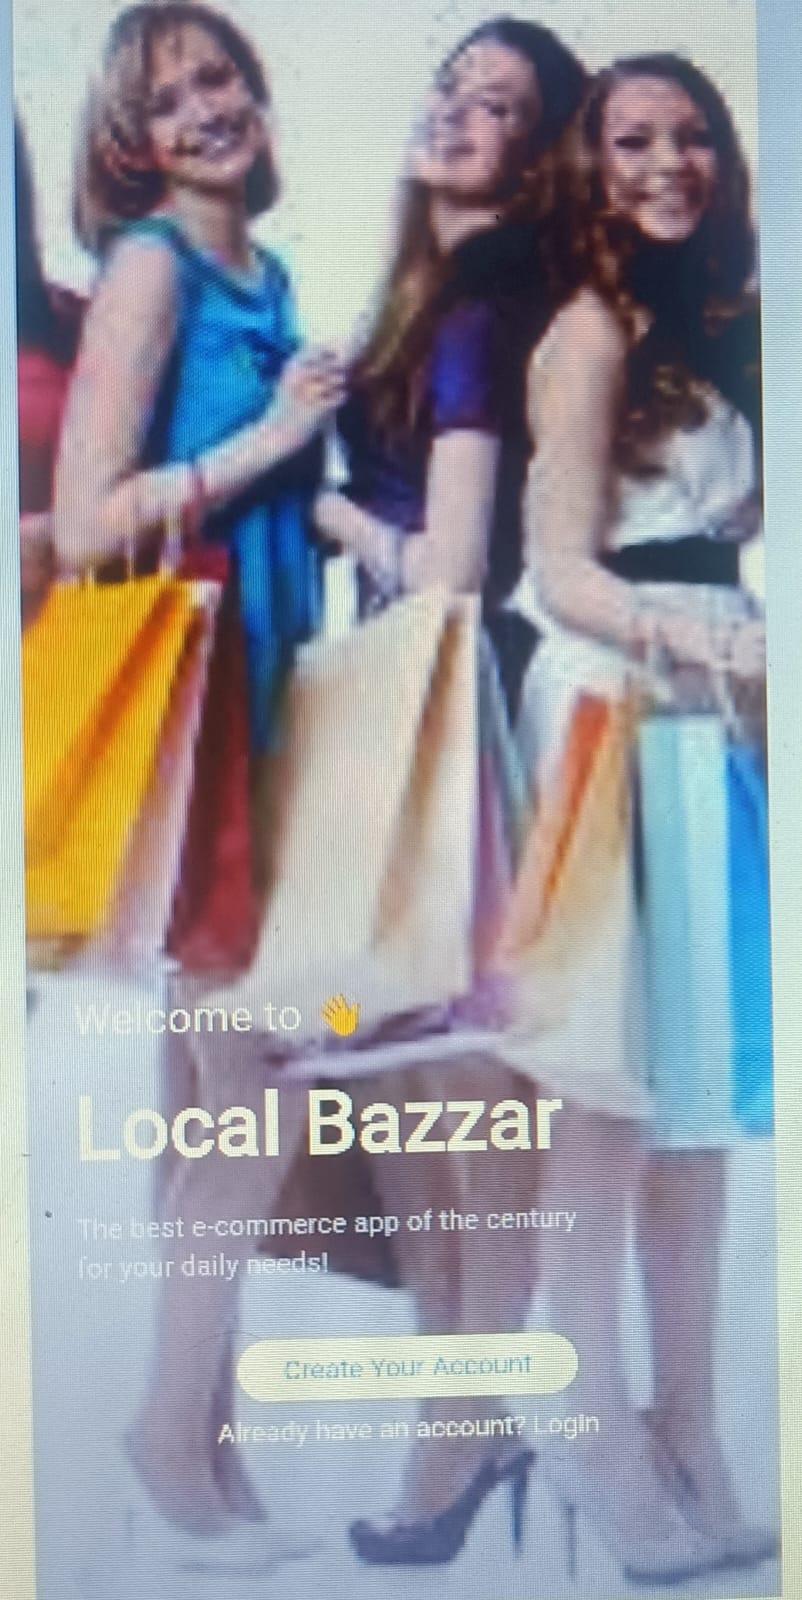 Welcome to 👋
Local Bazzar
The best e-commerce app of the century
for your daily needs!
Create Your Account
Already have an account? Login